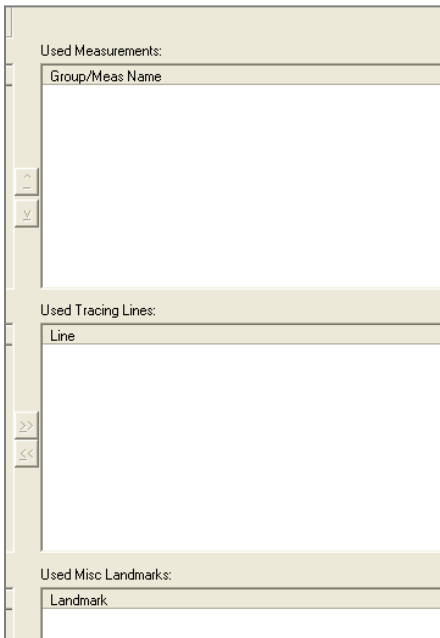 Used Measurements:
Group/Meas Name
^
v
Used Tracing Lines:
Line
>>
<<
Used Misc Landmarks:
Landmark